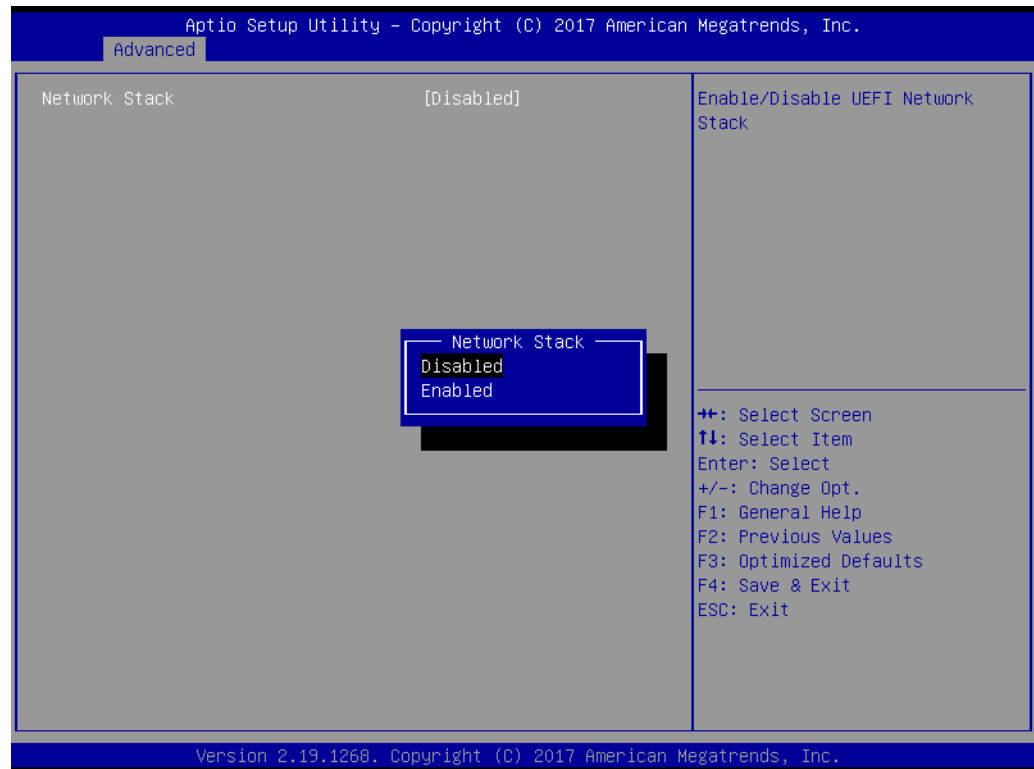 Aptio Setup Utility – Copyright (C) 2017 American Megatrends, Inc.
Advanced
Network Stack [Disabled]
Enable/Disable UEFI Network
Stack
Network Stack
Disabled
Enabled
→←: Select Screen
↑↓: Select Item
Enter: Select
+/-: Change Opt.
F1: General Help
F2: Previous Values
F3: Optimized Defaults
F4: Save & Exit
ESC: Exit
Version 2.19.1268. Copyright (C) 2017 American Megatrends, Inc.